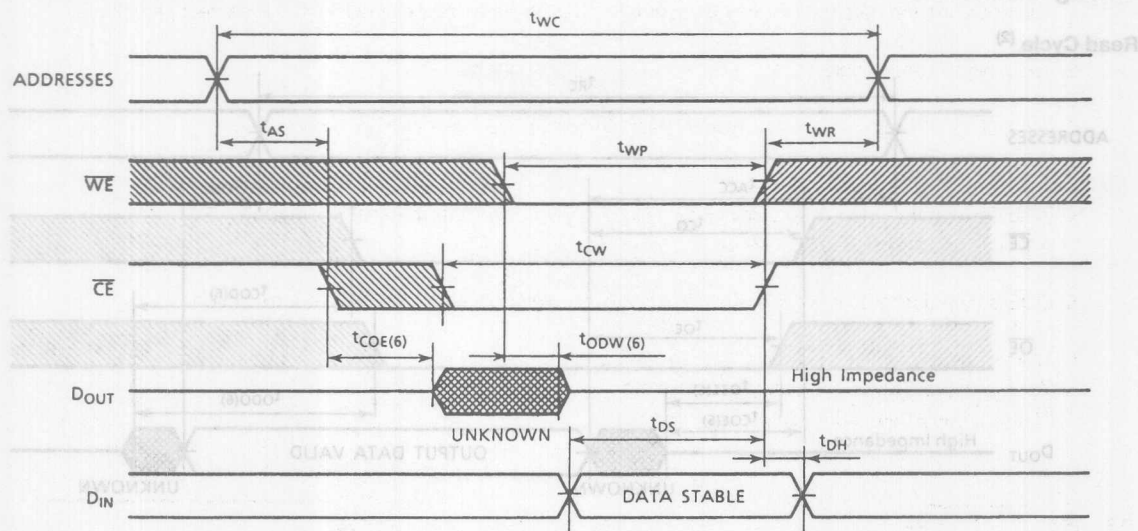 tWC
ADDRESSES
tAS
tWR
tWP
WE
tCW
CE
tCOE(6)
tODW (6)
High Impedance
DOUT
UNKNOWN
tDS
tDH
DIN
DATA STABLE